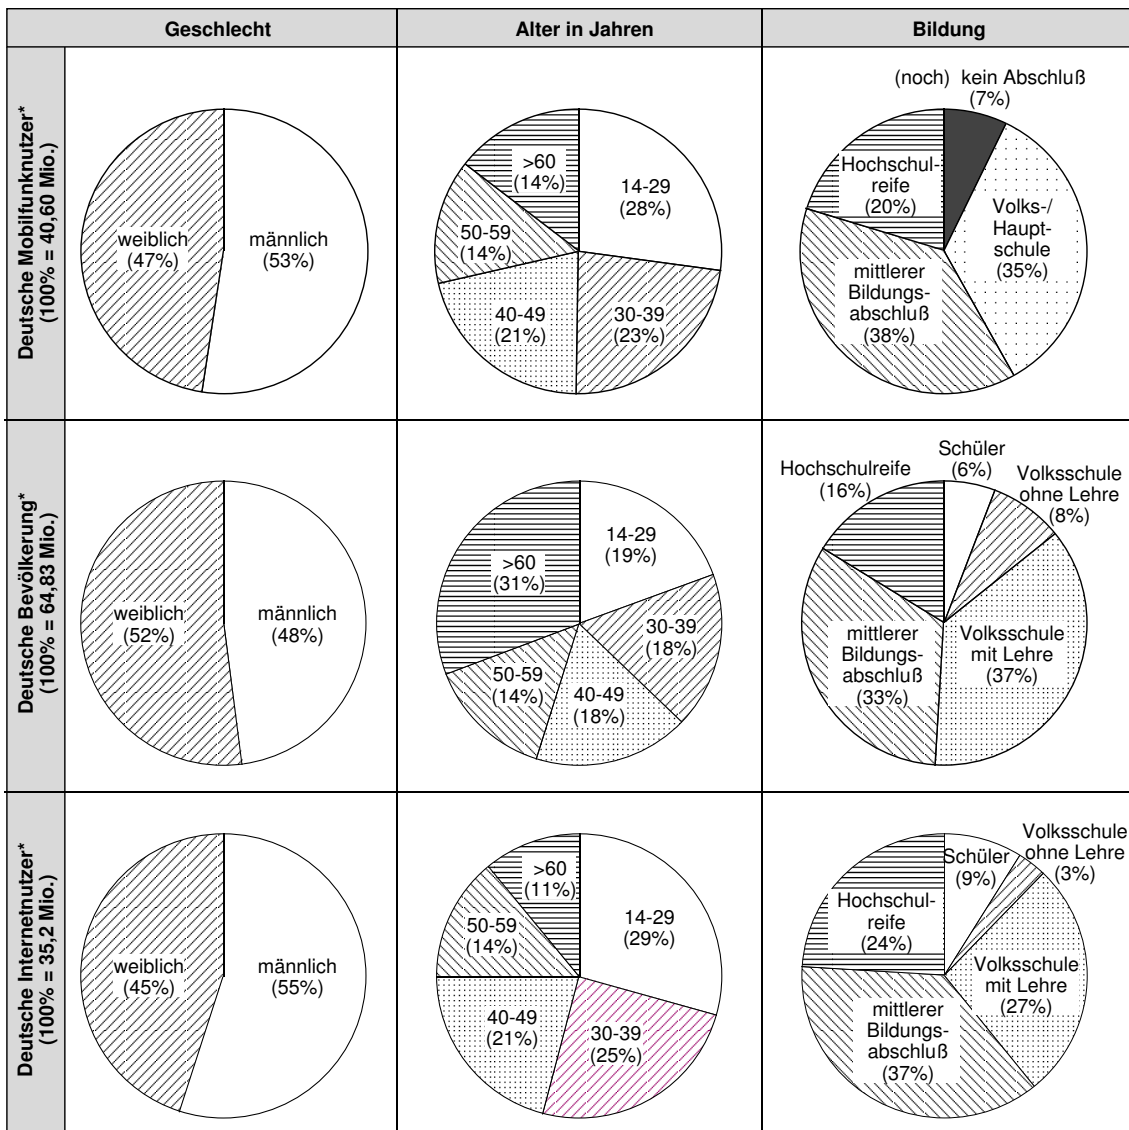 Geschlecht
Alter in Jahren
Bildung
Deutsche Mobilfunknutzer*
(100% = 40,60 Mio.)
weiblich
(47%)
männlich
(53%)
>60
(14%)
14-29
(28%)
50-59
(14%)
40-49
(21%)
30-39
(23%)
(noch) kein Abschluß
(7%)
Hochschul-
reife
(20%)
Volks-/
Haupt-
schule
(35%)
mittlerer
Bildungs-
abschluß
(38%)
Deutsche Bevölkerung*
(100% = 64,83 Mio.)
weiblich
(52%)
männlich
(48%)
>60
(31%)
14-29
(19%)
30-39
(18%)
50-59
(14%)
40-49
(18%)
Hochschulreife
(16%)
Schüler
(6%)
Volksschule
ohne Lehre
(8%)
mittlerer
Bildungs-
abschluß
(33%)
Volksschule
mit Lehre
(37%)
Deutsche Internetnutzer*
(100% = 35,2 Mio.)
weiblich
(45%)
männlich
(55%)
>60
(11%)
14-29
(29%)
50-59
(14%)
40-49
(21%)
30-39
(25%)
Schüler
(9%)
Volksschule
ohne Lehre
(3%)
Hochschul-
reife
(24%)
Volksschule
mit Lehre
(27%)
mittlerer
Bildungs-
abschluß
(37%)